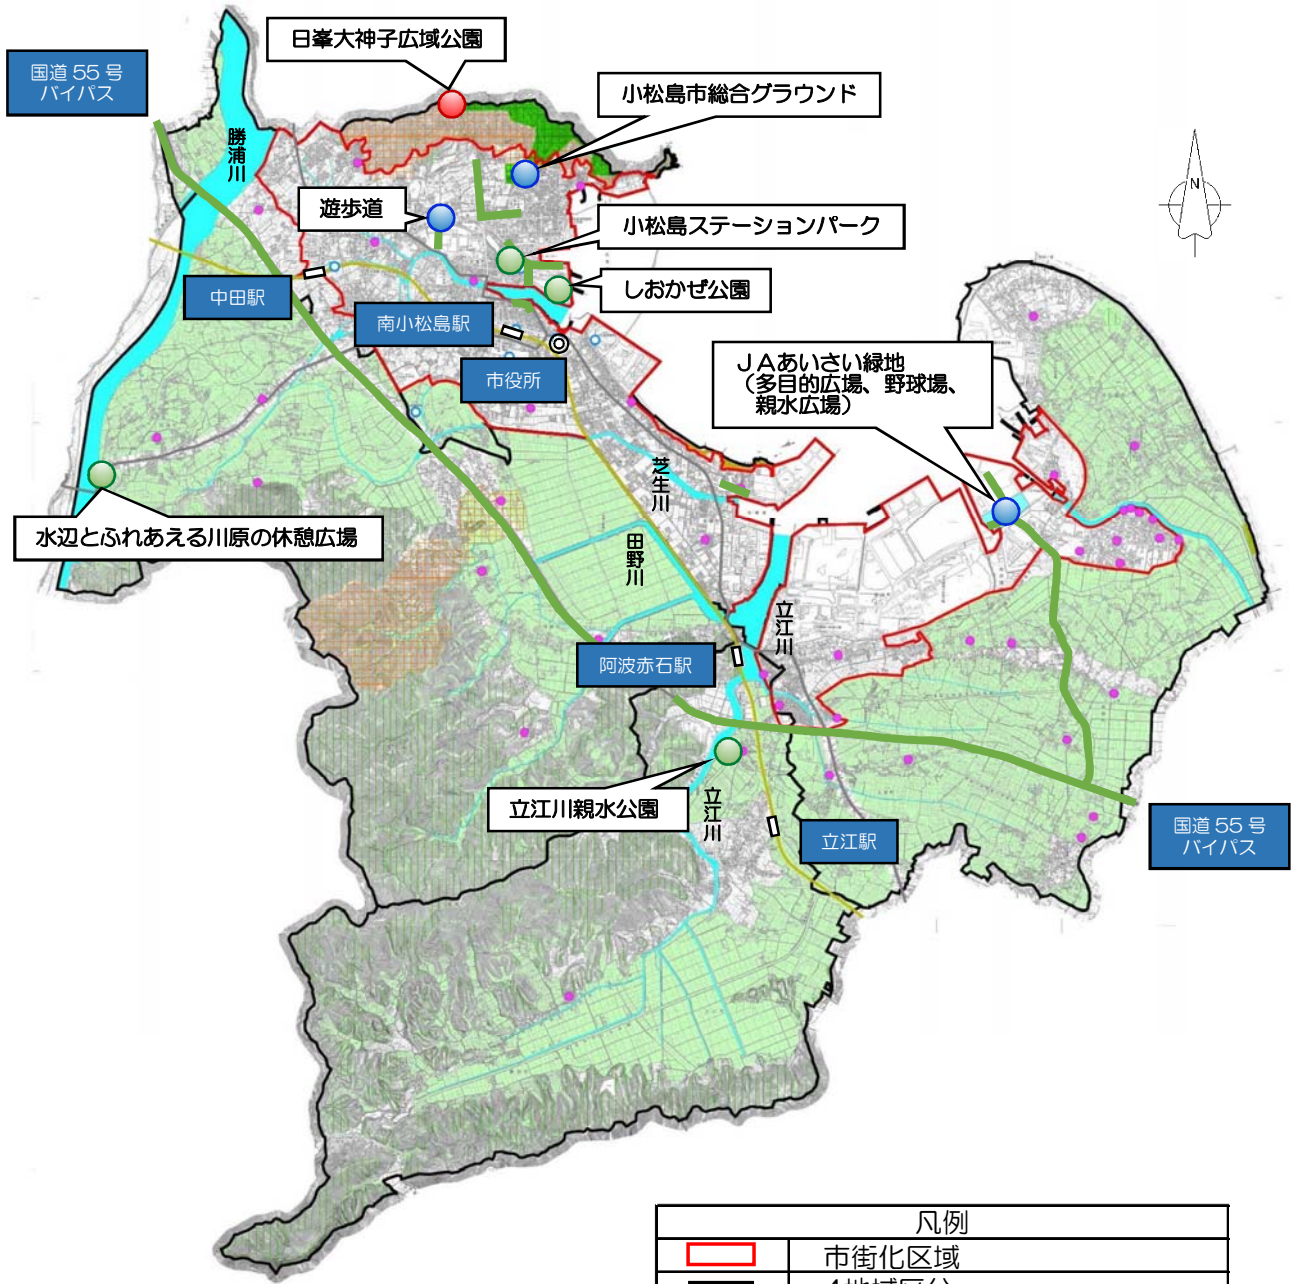 日峯大神子広域公園
国道 55 号
バイパス
小松島市総合グラウンド
勝浦川
N
遊歩道
小松島ステーションパーク
中田駅
しおかぜ公園
南小松島駅
市役所
JAあいさい緑地
(多目的広場、野球場、
親水広場)
芝生川
水辺とふれあえる川原の休憩広場
田野川
立江川
阿波赤石駅
立江川親水公園
立江川
立江駅
国道 55 号
バイパス
凡例
市街化区域